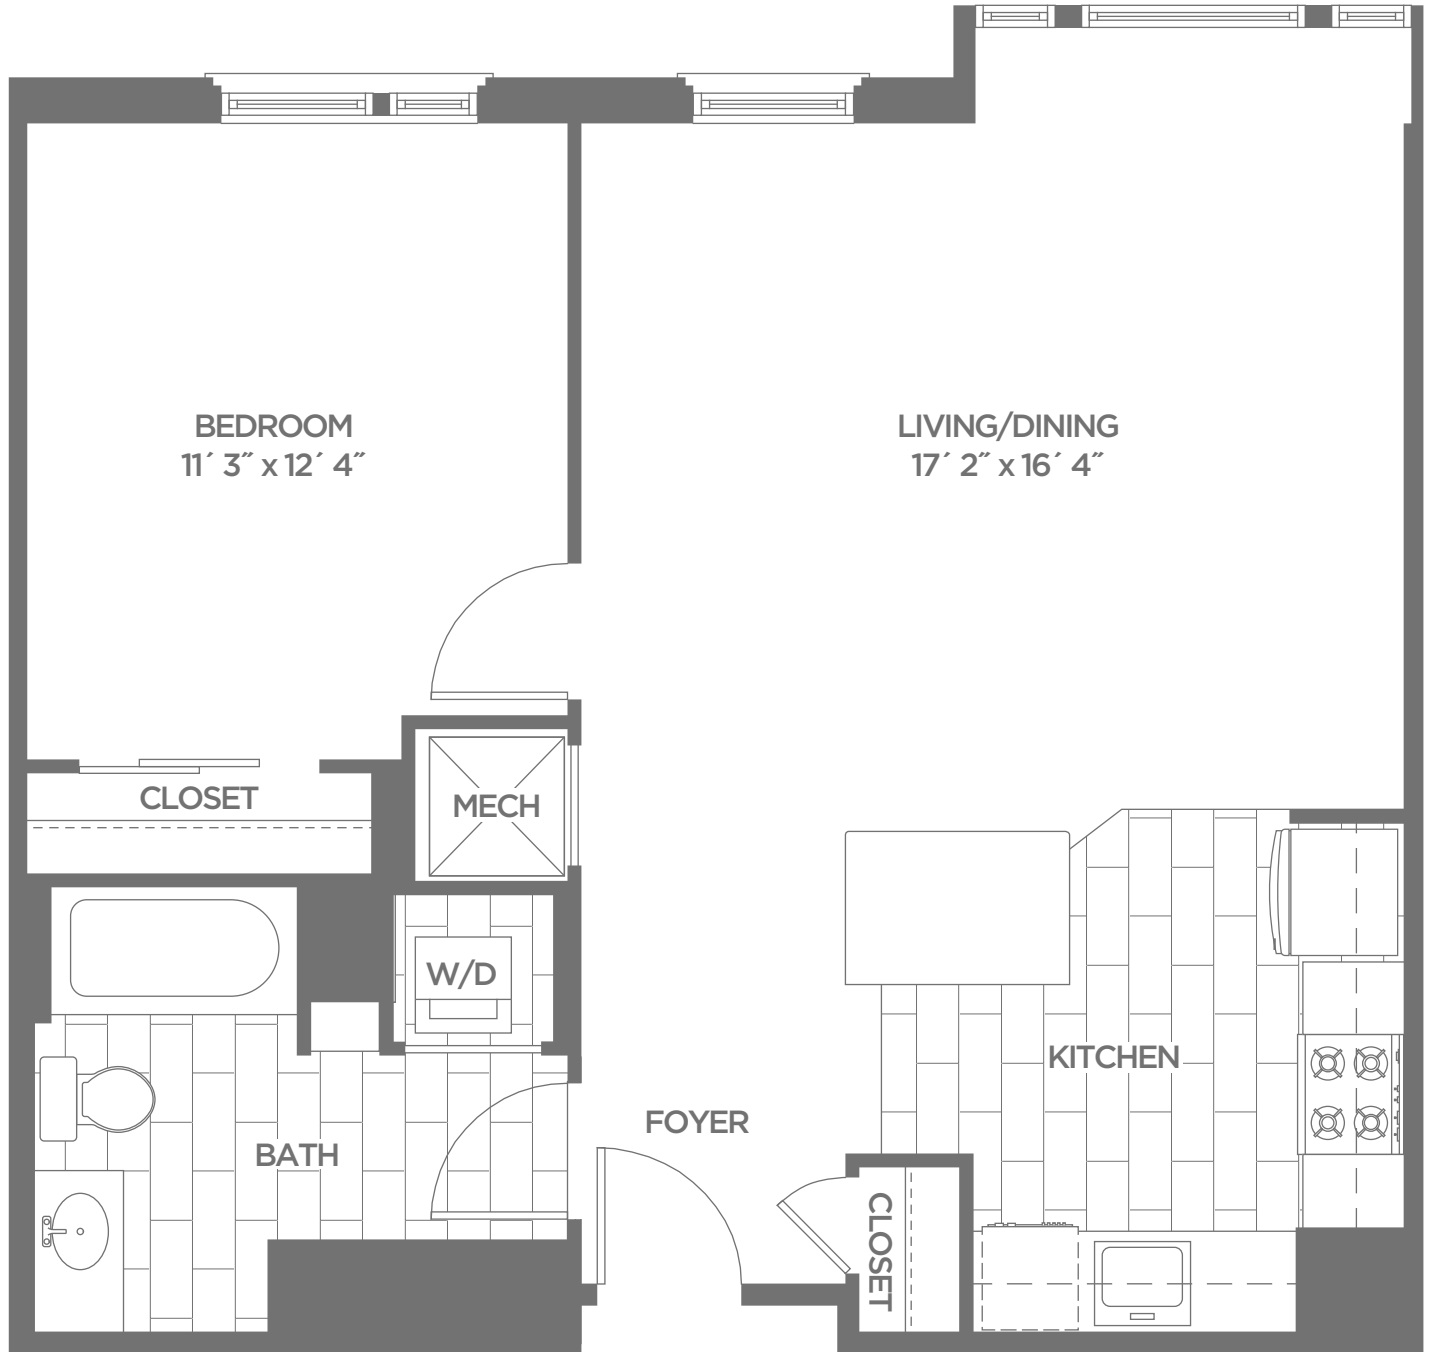 BEDROOM
11´ 3˝ x 12´ 4˝
LIVING/DINING
17´ 2˝ x 16´ 4˝
CLOSET
MECH
W/D
KITCHEN
FOYER
BATH
CLOSET